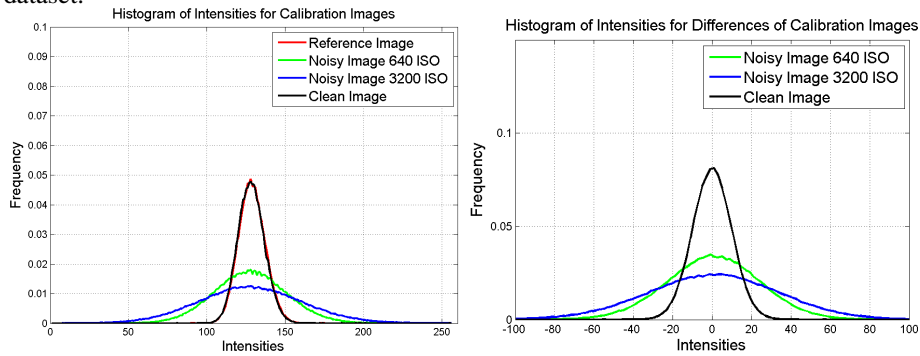 dataset.
Histogram of Intensities for Calibration Images
0.1
0.09
0.08
0.07
0.06
0.05
0.04
0.03
0.02
0.01
0
Frequency
Reference Image
Noisy Image 640 ISO
Noisy Image 3200 ISO
Clean Image
0 50 100 150 200 250
Intensities
Histogram of Intensities for Differences of Calibration Images
0.1
0.05
0
Frequency
Noisy Image 640 ISO
Noisy Image 3200 ISO
Clean Image
-100 -80 -60 -40 -20 0 20 40 60 80 100
Intensities